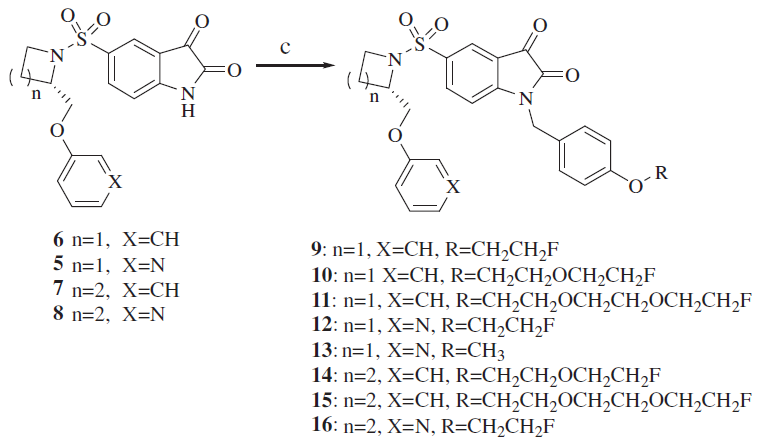 O O O O O O
S S
N O c N O
( )n ( )n
N N
H
O O
X X
O R
6 n=1, X=CH
5 n=1, X=N
7 n=2, X=CH
8 n=2, X=N
9: n=1, X=CH, R=CH₂CH₂F
10: n=1 X=CH, R=CH₂CH₂OCH₂CH₂F
11: n=1, X=CH, R=CH₂CH₂OCH₂CH₂OCH₂CH₂F
12: n=1, X=N, R=CH₂CH₂F
13: n=1, X=N, R=CH₃
14: n=2, X=CH, R=CH₂CH₂OCH₂CH₂F
15: n=2, X=CH, R=CH₂CH₂OCH₂CH₂OCH₂CH₂F
16: n=2, X=N, R=CH₂CH₂F